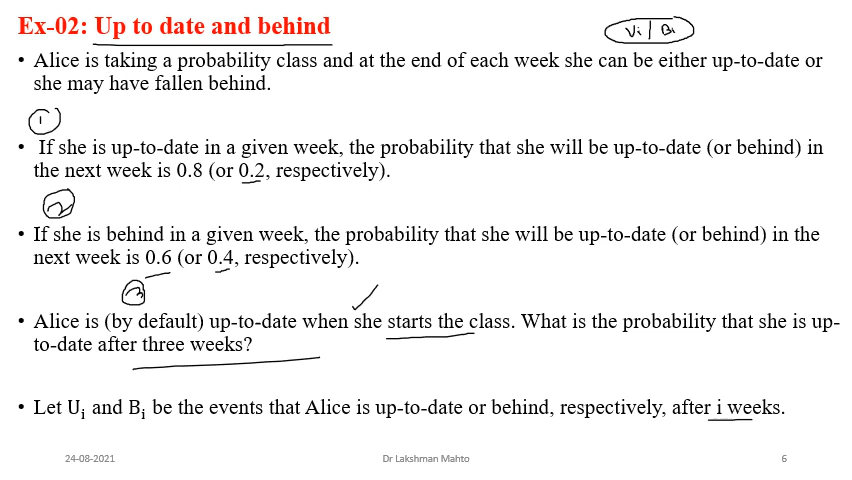 Ex-02: Up to date and behind
Ui | Bi
• Alice is taking a probability class and at the end of each week she can be either up-to-date or
she may have fallen behind.
1
• If she is up-to-date in a given week, the probability that she will be up-to-date (or behind) in
the next week is 0.8 (or 0.2, respectively).
2
• If she is behind in a given week, the probability that she will be up-to-date (or behind) in the
next week is 0.6 (or 0.4, respectively).
3
• Alice is (by default) up-to-date when she starts the class. What is the probability that she is up-
to-date after three weeks?
• Let Ui and Bi be the events that Alice is up-to-date or behind, respectively, after i weeks.
24-08-2021 Dr Lakshman Mahto 6